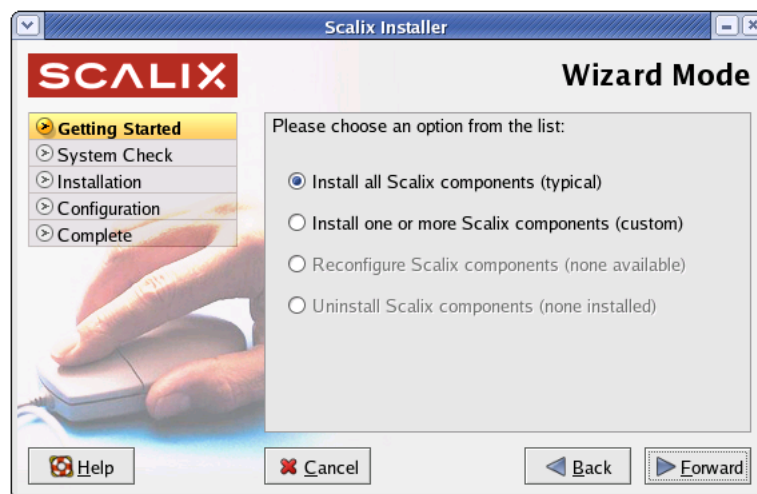 Scalix Installer
SCALIX
Wizard Mode
Getting Started
System Check
Installation
Configuration
Complete
Please choose an option from the list:
Install all Scalix components (typical)
Install one or more Scalix components (custom)
Reconfigure Scalix components (none available)
Uninstall Scalix components (none installed)
Help
Cancel
Back
Forward